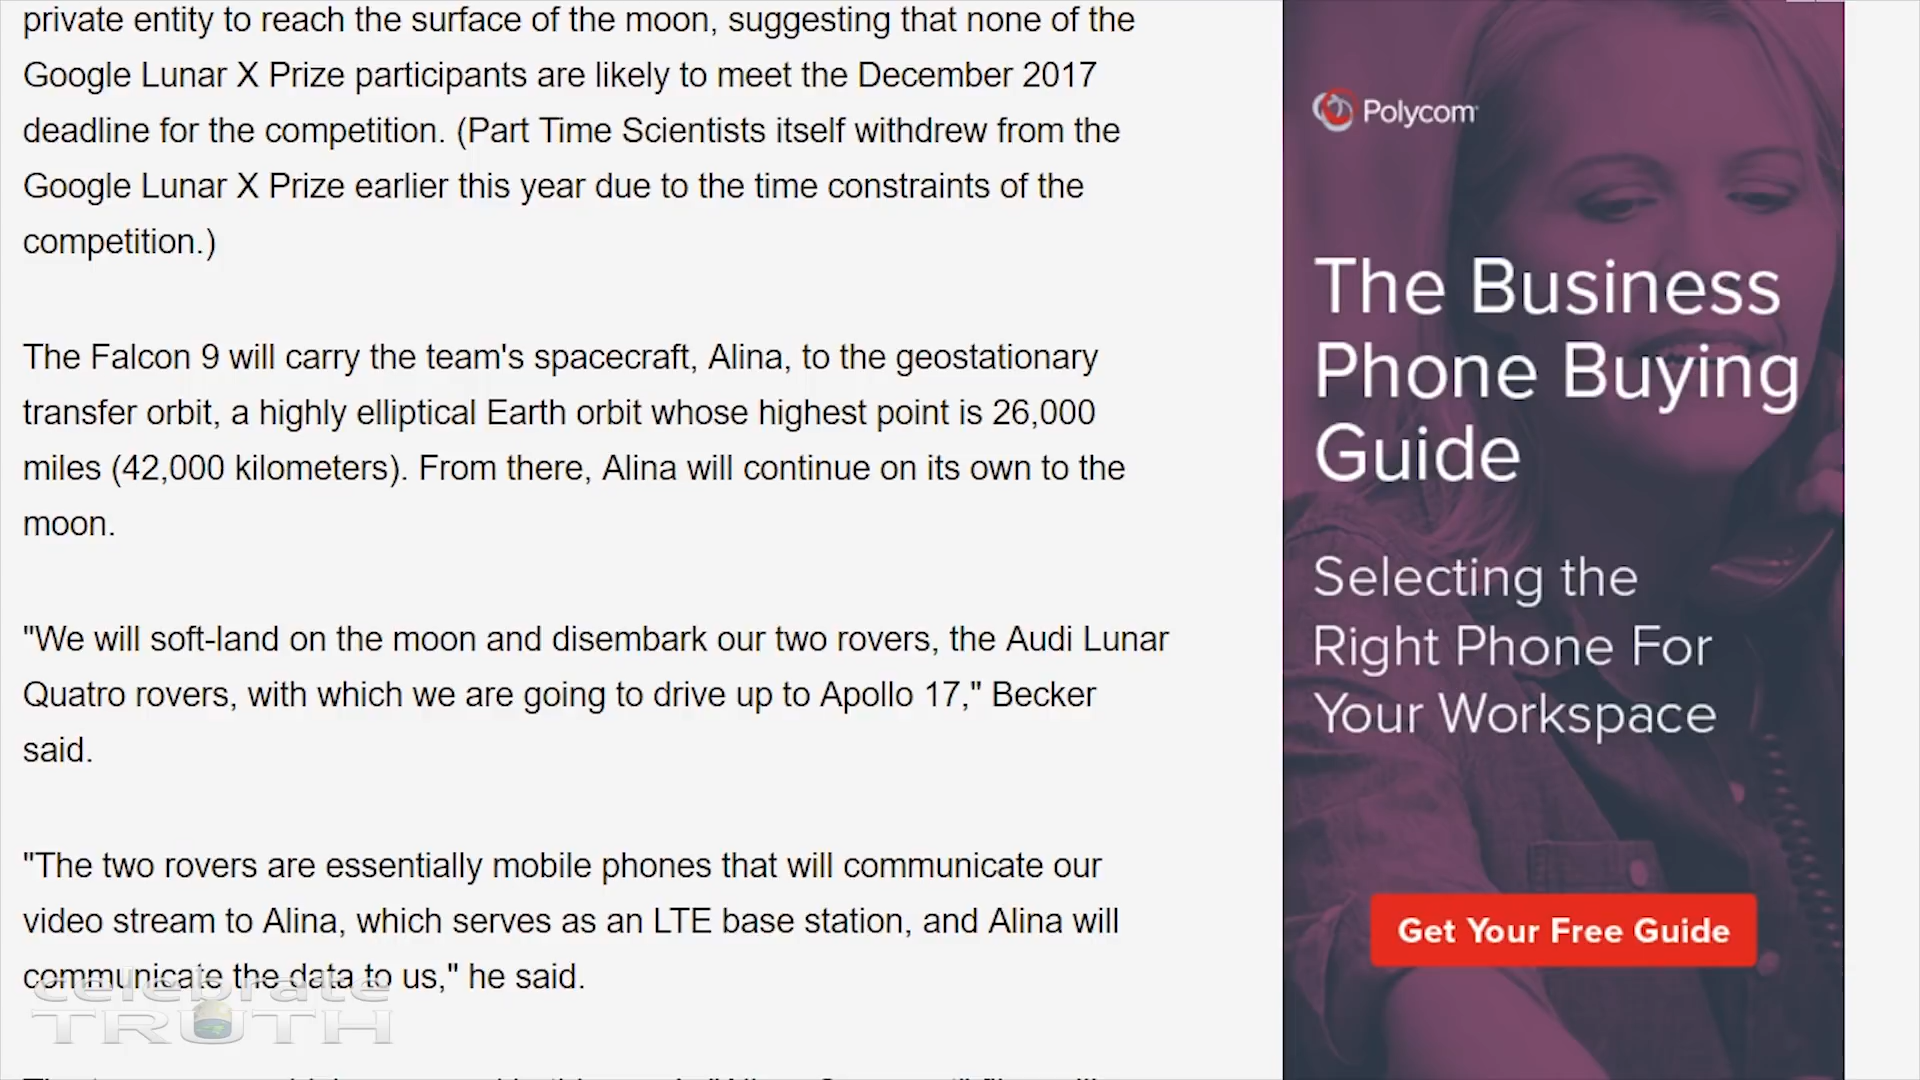 private entity to reach the surface of the moon, suggesting that none of the
Google Lunar X Prize participants are likely to meet the December 2017
deadline for the competition. (Part Time Scientists itself withdrew from the
Google Lunar X Prize earlier this year due to the time constraints of the
competition.)
The Falcon 9 will carry the team's spacecraft, Alina, to the geostationary
transfer orbit, a highly elliptical Earth orbit whose highest point is 26,000
miles (42,000 kilometers). From there, Alina will continue on its own to the
moon.
"We will soft-land on the moon and disembark our two rovers, the Audi Lunar
Quatro rovers, with which we are going to drive up to Apollo 17," Becker
said.
"The two rovers are essentially mobile phones that will communicate our
video stream to Alina, which serves as an LTE base station, and Alina will
communicate the data to us," he said.
celebrate
TRUTH
Polycom
The Business
Phone Buying
Guide
Selecting the
Right Phone For
Your Workspace
Get Your Free Guide